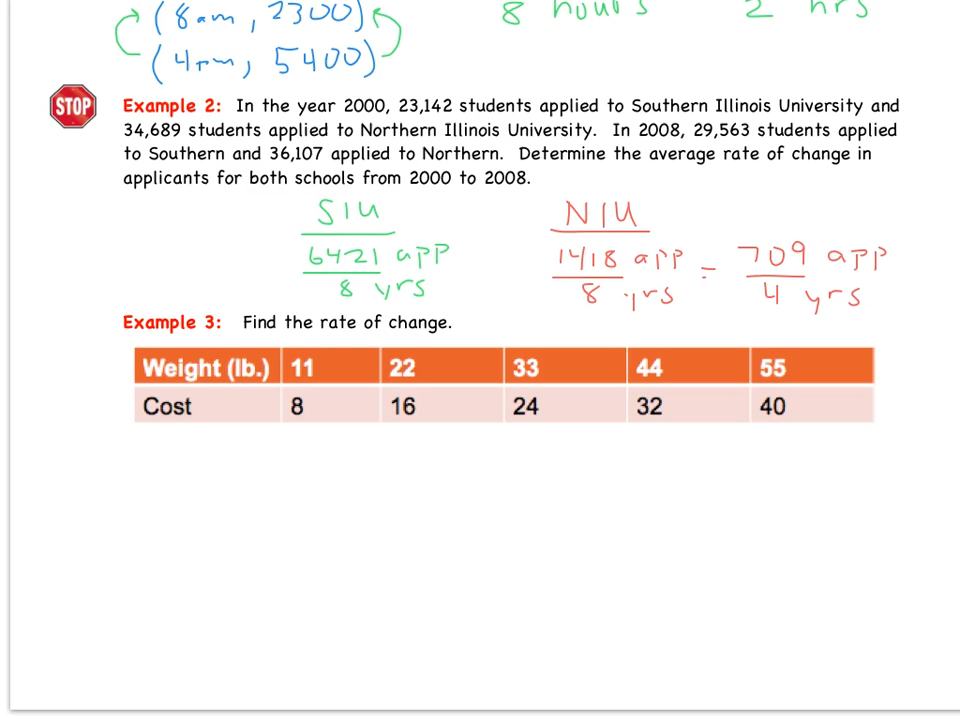 (8am, 2300) 8 hours 2 hrs
(4pm, 5400)
STOP Example 2: In the year 2000, 23,142 students applied to Southern Illinois University and
34,689 students applied to Northern Illinois University. In 2008, 29,563 students applied
to Southern and 36,107 applied to Northern. Determine the average rate of change in
applicants for both schools from 2000 to 2008.
SIU NIU
6421 app 1418 app = 709 app
8 yrs 8 yrs 4 yrs
Example 3: Find the rate of change.
Weight (lb.) 11 22 33 44 55
Cost 8 16 24 32 40